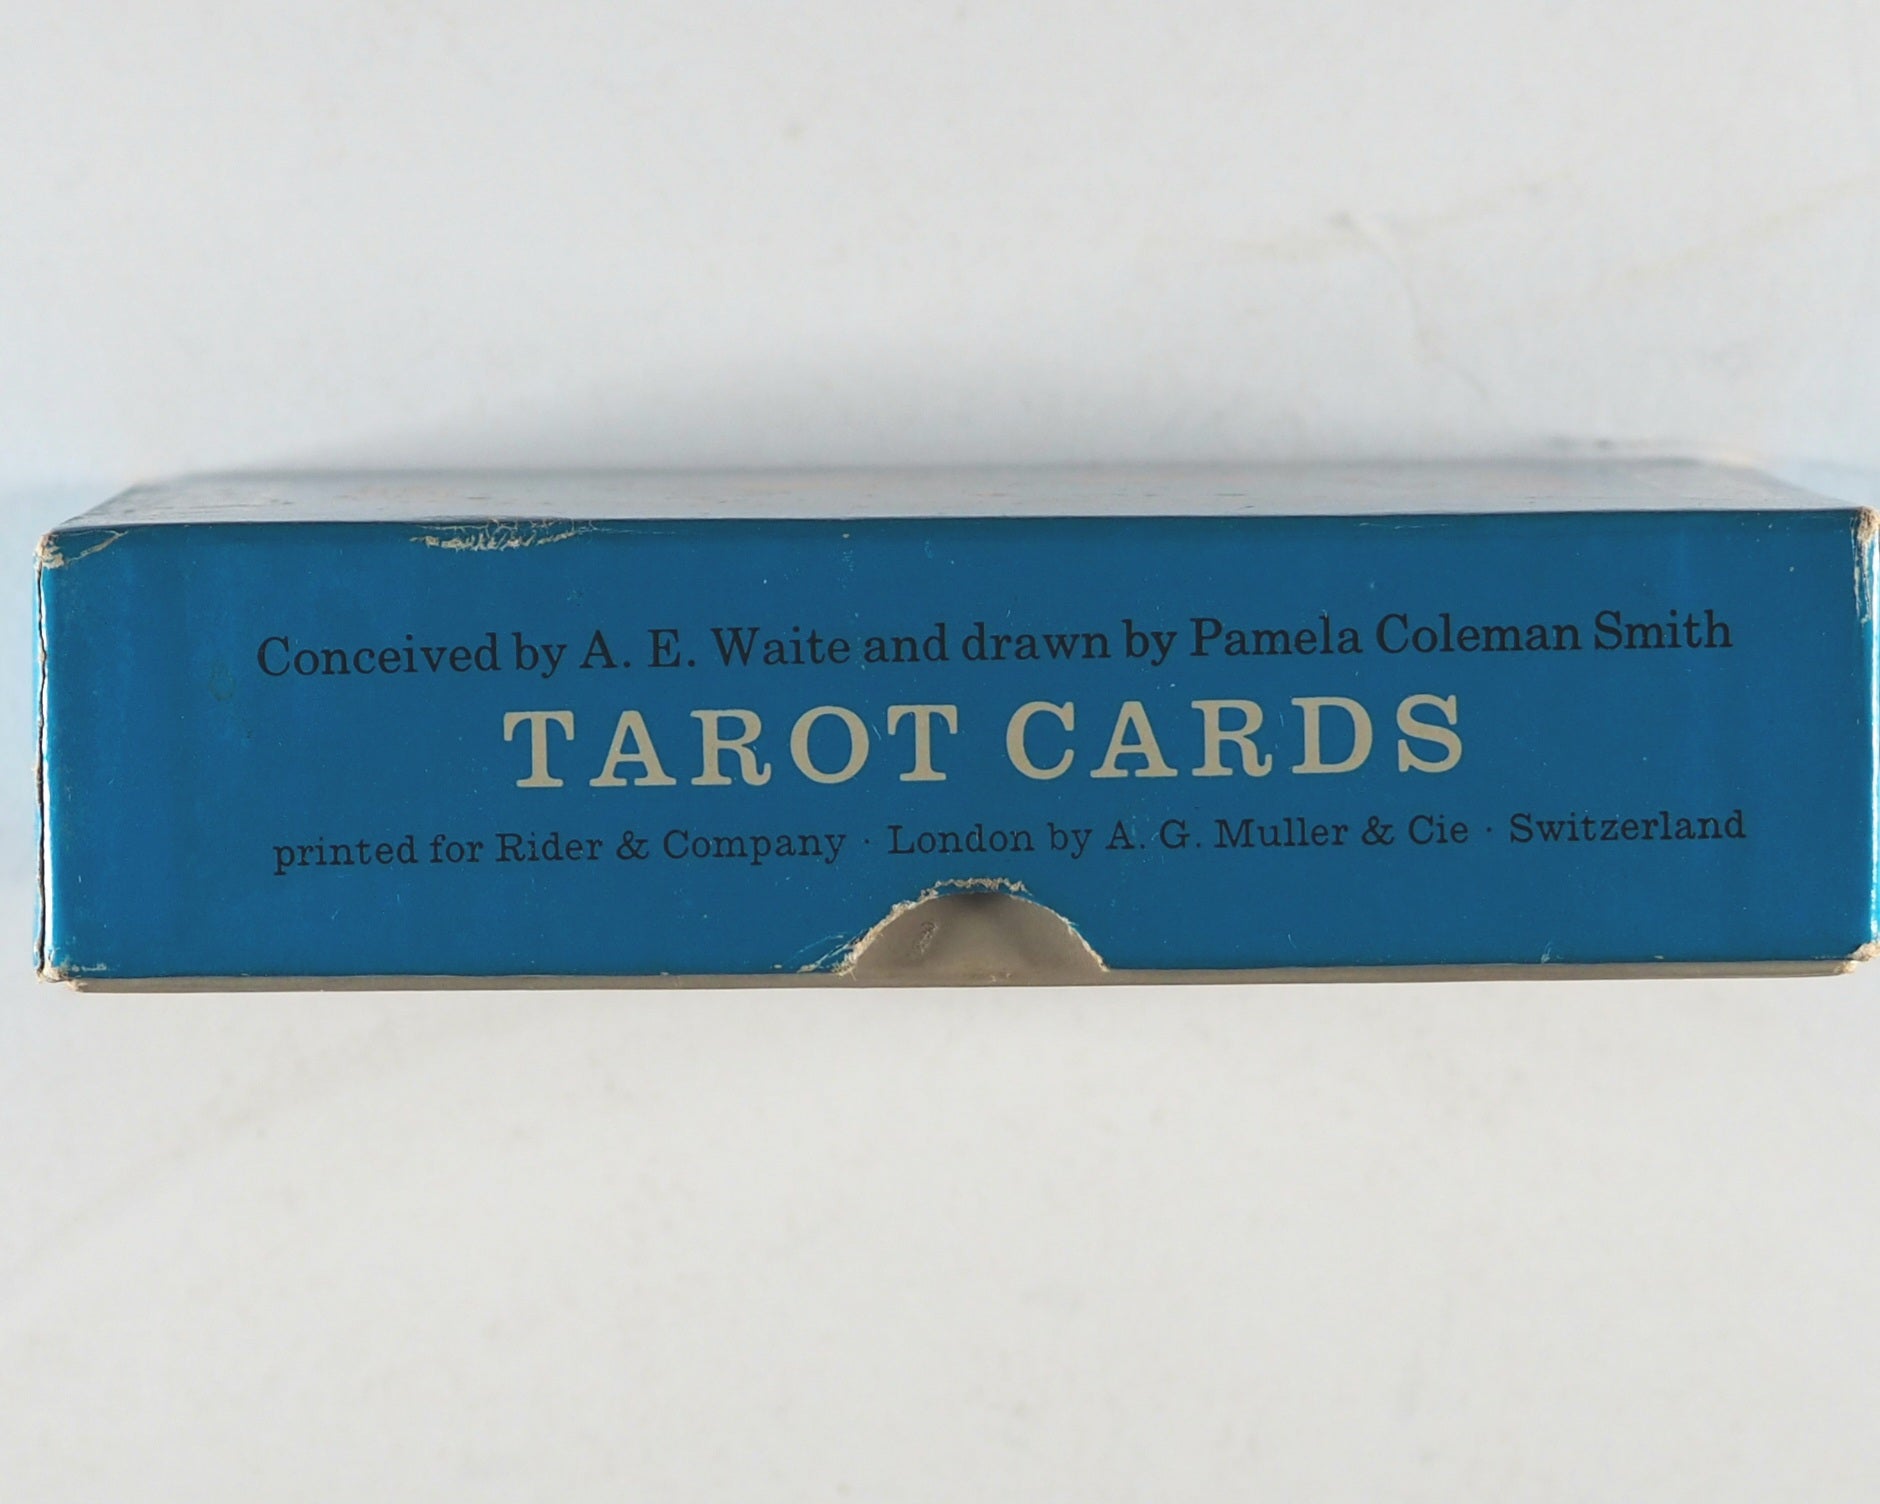 Conceived by A. E. Waite and drawn by Pamela Coleman Smith
TAROT CARDS
printed for Rider & Company · London by A. G. Muller & Cie · Switzerland